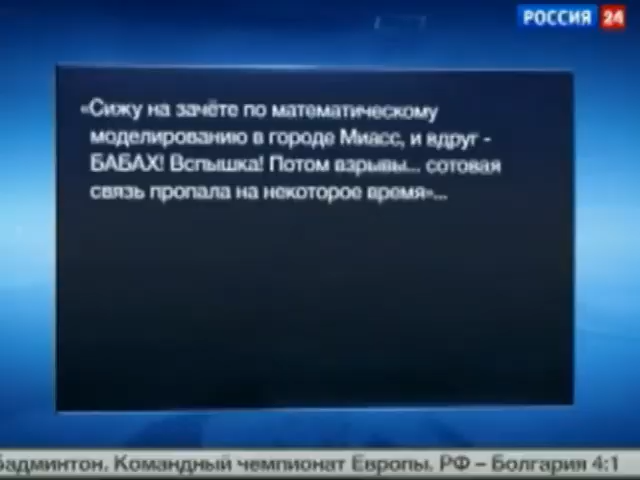 РОССИЯ 24
«Сижу на зачёте по математическому
моделированию в городе Миасс, и вдруг -
БАБАХ! Вспышка! Потом взрывы... сотовая
связь пропала на некоторое время»...
бадминтон. Командный чемпионат Европы. РФ – Болгария 4:1